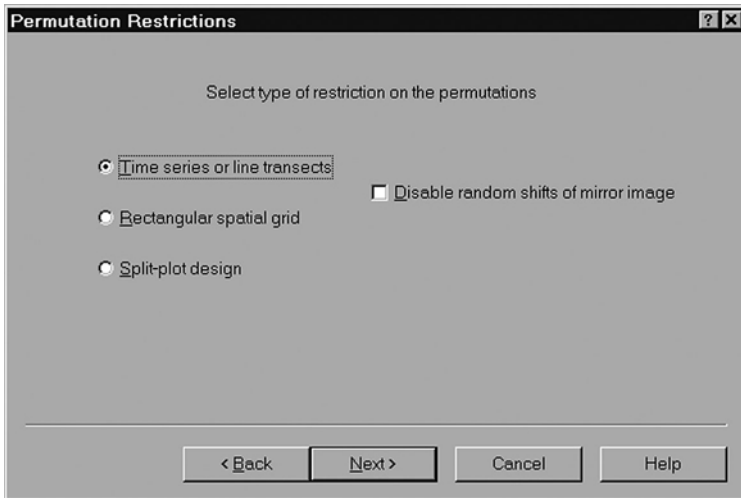 Permutation Restrictions
Select type of restriction on the permutations
Time series or line transects
Disable random shifts of mirror image
Rectangular spatial grid
Split-plot design
< Back
Next >
Cancel
Help